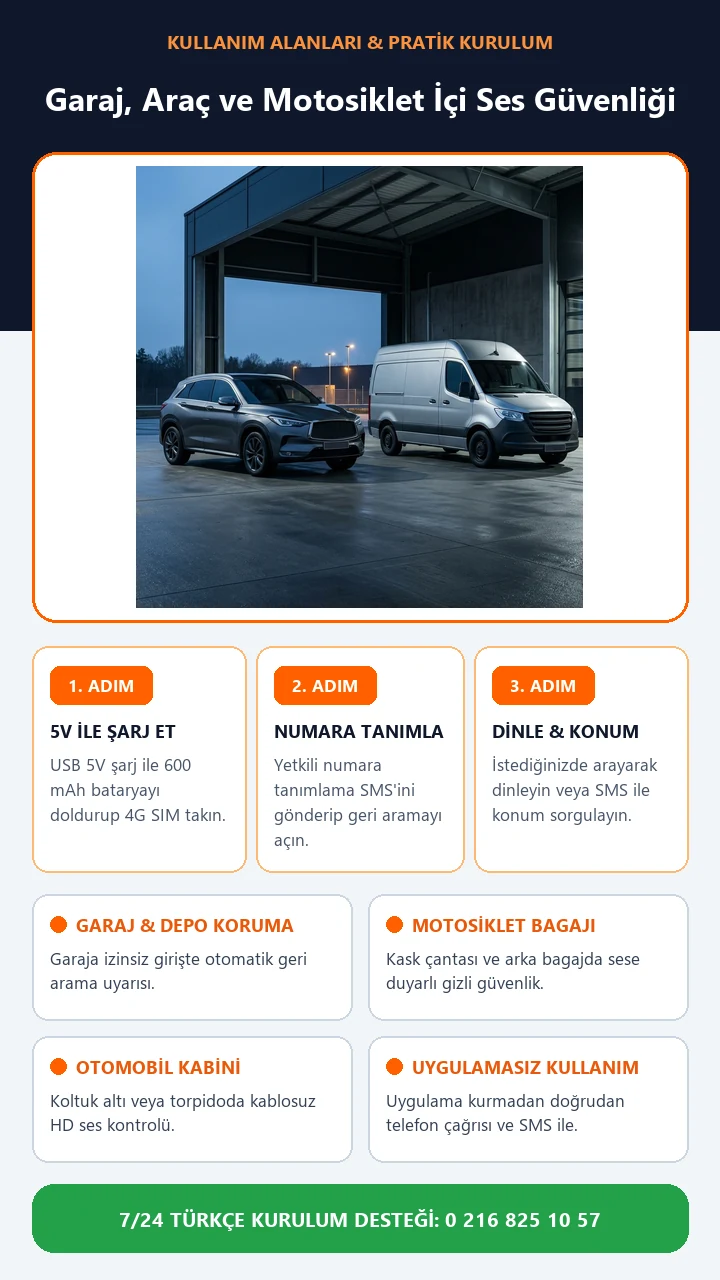 KULLANIM ALANLARI & PRATİK KURULUM
Garaj, Araç ve Motosiklet İçi Ses Güvenliği
1. ADIM
5V İLE ŞARJ ET
USB 5V şarj ile 600
mAh bataryayı
doldurup 4G SIM takın.
2. ADIM
NUMARA TANIMLA
Yetkili numara
tanımlama SMS'ini
gönderip geri aramayı
açın.
3. ADIM
DİNLE & KONUM
İstediğinizde arayarak
dinleyin veya SMS ile
konum sorgulayın.
GARAJ & DEPO KORUMA
Garaja izinsiz girişte otomatik geri
arama uyarısı.
MOTOSİKLET BAGAJI
Kask çantası ve arka bagajda sese
duyarlı gizli güvenlik.
OTOMOBİL KABİNİ
Koltuk altı veya torpidoda kablosuz
HD ses kontrolü.
UYGULAMASIZ KULLANIM
Uygulama kurmadan doğrudan
telefon çağrısı ve SMS ile.
7/24 TÜRKÇE KURULUM DESTEĞİ: 0 216 825 10 57